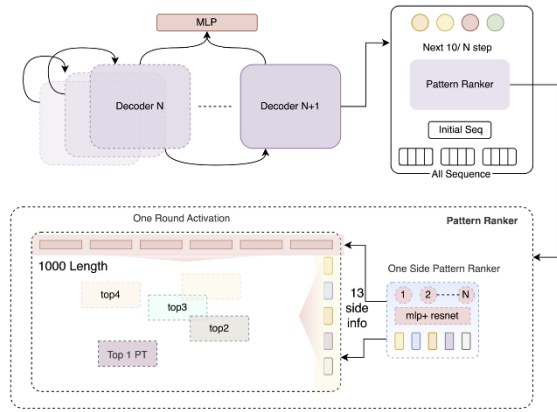 MLP
Decoder N
Decoder N+1
Next 10/ N step
Pattern Ranker
Initial Seq
All Sequence
One Round Activation
Pattern Ranker
1000 Length
top4
top3
top2
Top 1 PT
13
side
info
One Side Pattern Ranker
1 2 N
mlp+ resnet